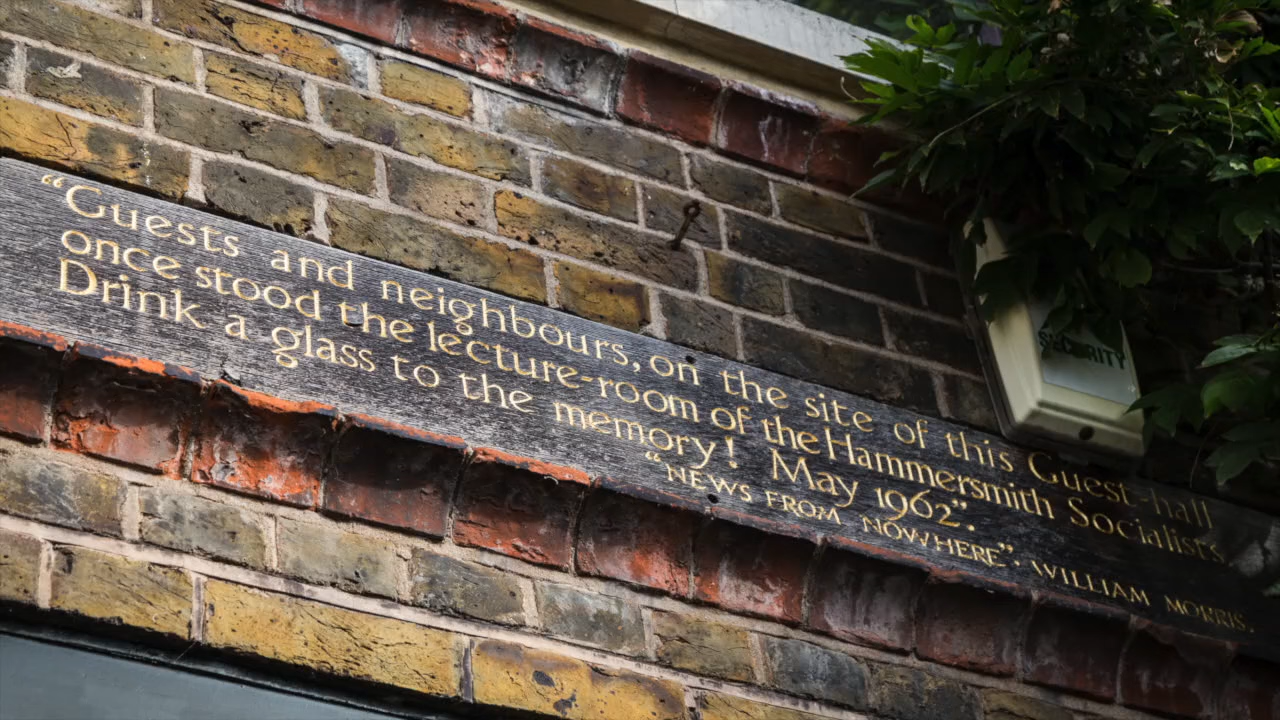 “Guests and neighbours, on the site of this Guest-hall
once stood the lecture-room of the Hammersmith Socialists.
Drink a glass to the memory! May 1962”.
“NEWS FROM NOWHERE”. WILLIAM MORRIS.
SECURITY